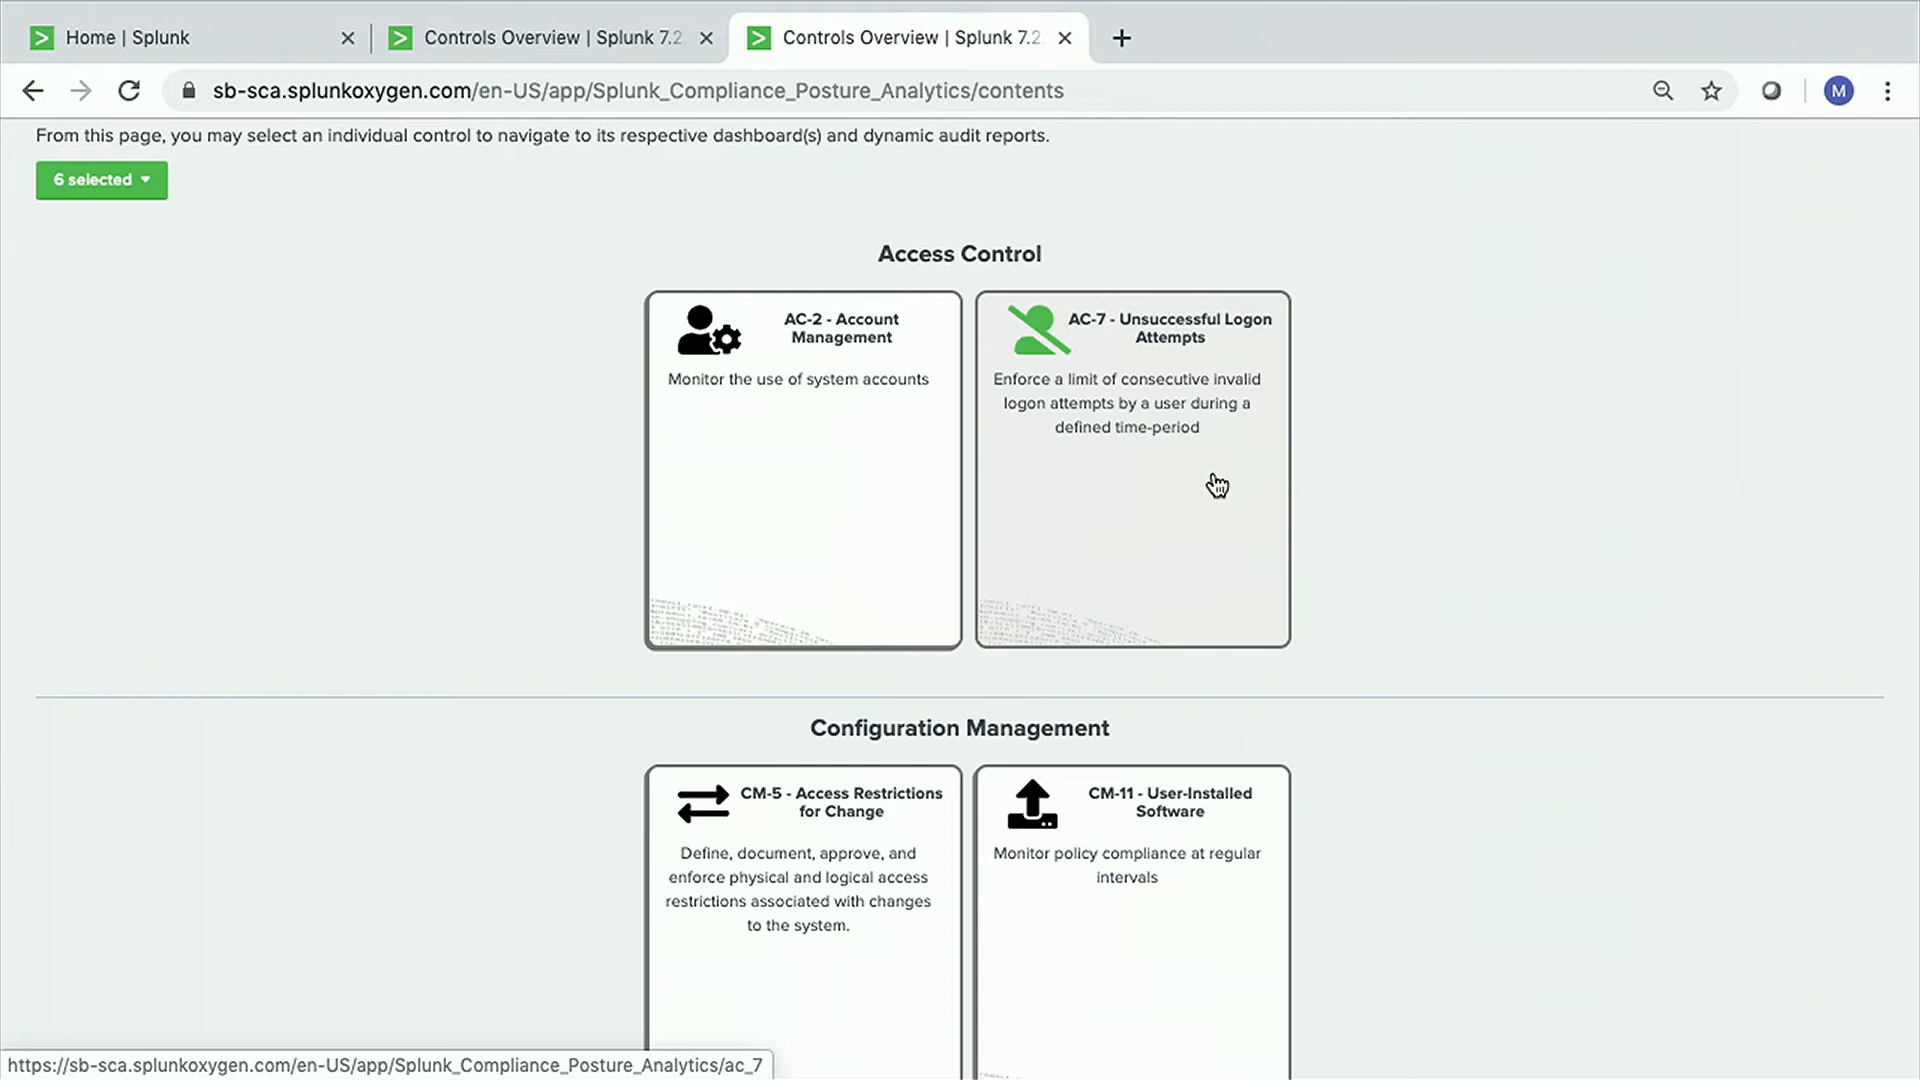 Home | Splunk
Controls Overview | Splunk 7.2
Controls Overview | Splunk 7.2
sb-sca.splunkoxygen.com/en-US/app/Splunk_Compliance_Posture_Analytics/contents
M
From this page, you may select an individual control to navigate to its respective dashboard(s) and dynamic audit reports.
6 selected
Access Control
AC-2 - Account
Management
Monitor the use of system accounts
AC-7 - Unsuccessful Logon
Attempts
Enforce a limit of consecutive invalid
logon attempts by a user during a
defined time-period
Configuration Management
CM-5 - Access Restrictions
for Change
Define, document, approve, and
enforce physical and logical access
restrictions associated with changes
to the system.
CM-11 - User-Installed
Software
Monitor policy compliance at regular
intervals
https://sb-sca.splunkoxygen.com/en-US/app/Splunk_Compliance_Posture_Analytics/ac_7